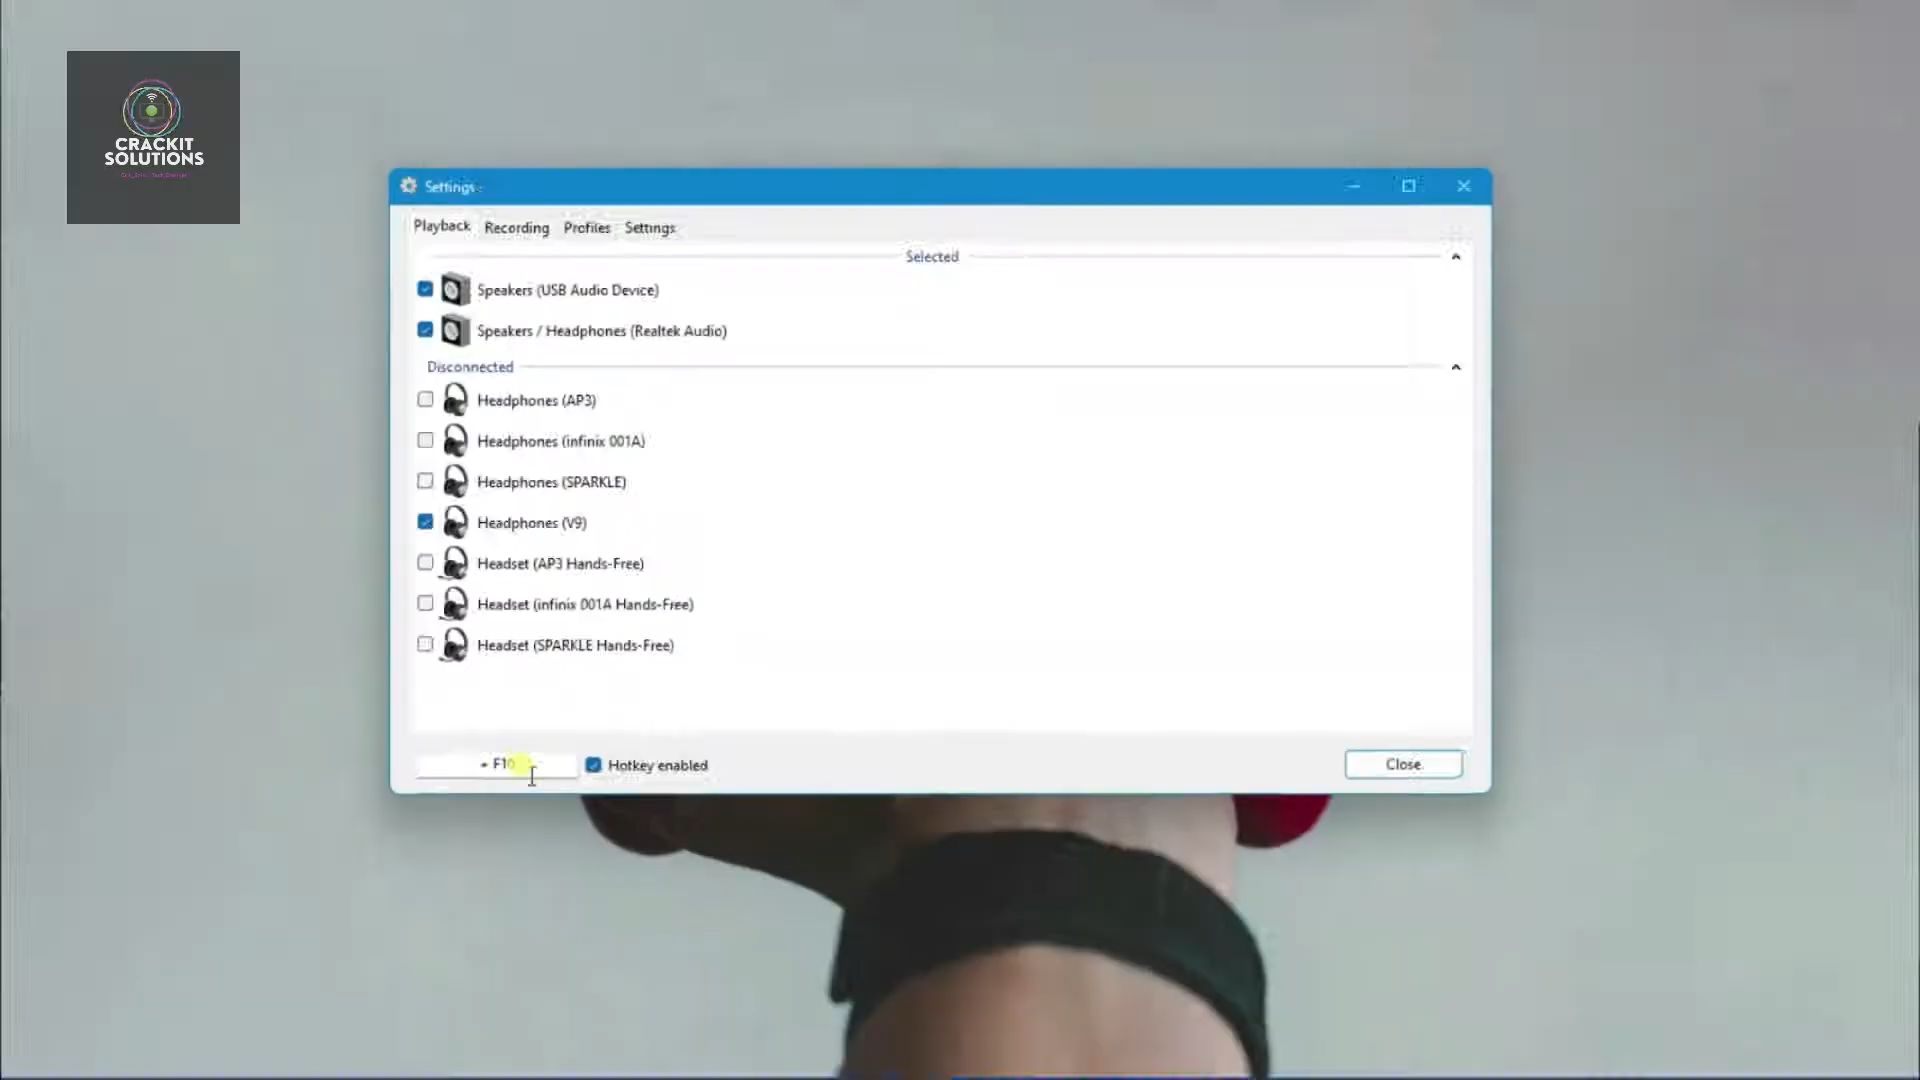 CRACKIT
SOLUTIONS
Settings
Playback Recording Profiles Settings
Selected
Speakers (USB Audio Device)
Speakers / Headphones (Realtek Audio)
Disconnected
Headphones (AP3)
Headphones (infinix 001A)
Headphones (SPARKLE)
Headphones (V9)
Headset (AP3 Hands-Free)
Headset (infinix 001A Hands-Free)
Headset (SPARKLE Hands-Free)
+ F10 Hotkey enabled Close